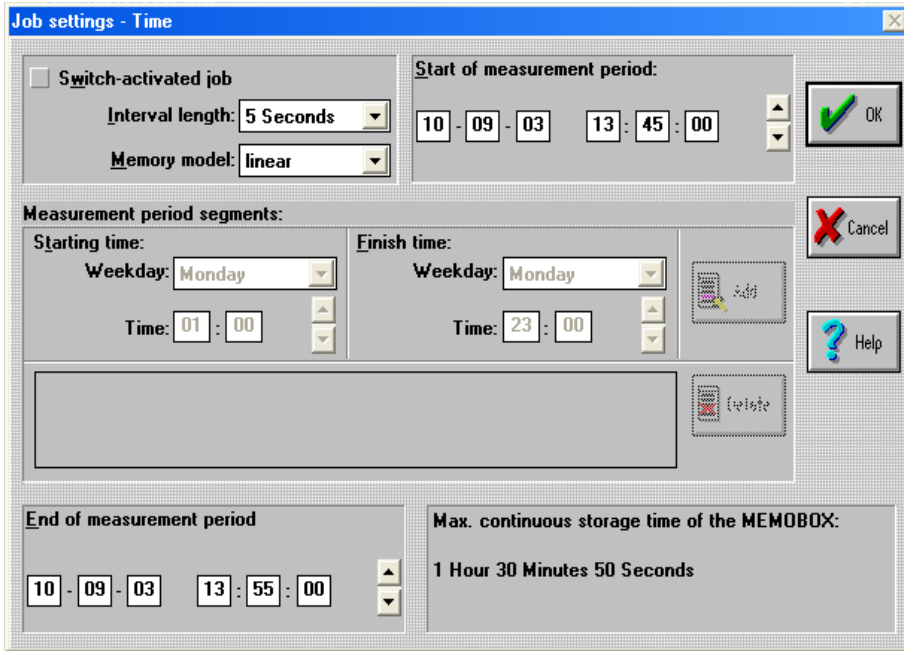 Job settings - Time
Switch-activated job
Interval length: 5 Seconds
Memory model: linear
Start of measurement period:
10 - 09 - 03 13 : 45 : 00
OK
Cancel
Help
Measurement period segments:
Starting time:
Weekday: Monday
Time: 01 : 00
Finish time:
Weekday: Monday
Time: 23 : 00
Add
Delete
End of measurement period
10 - 09 - 03 13 : 55 : 00
Max. continuous storage time of the MEMOBOX:
1 Hour 30 Minutes 50 Seconds